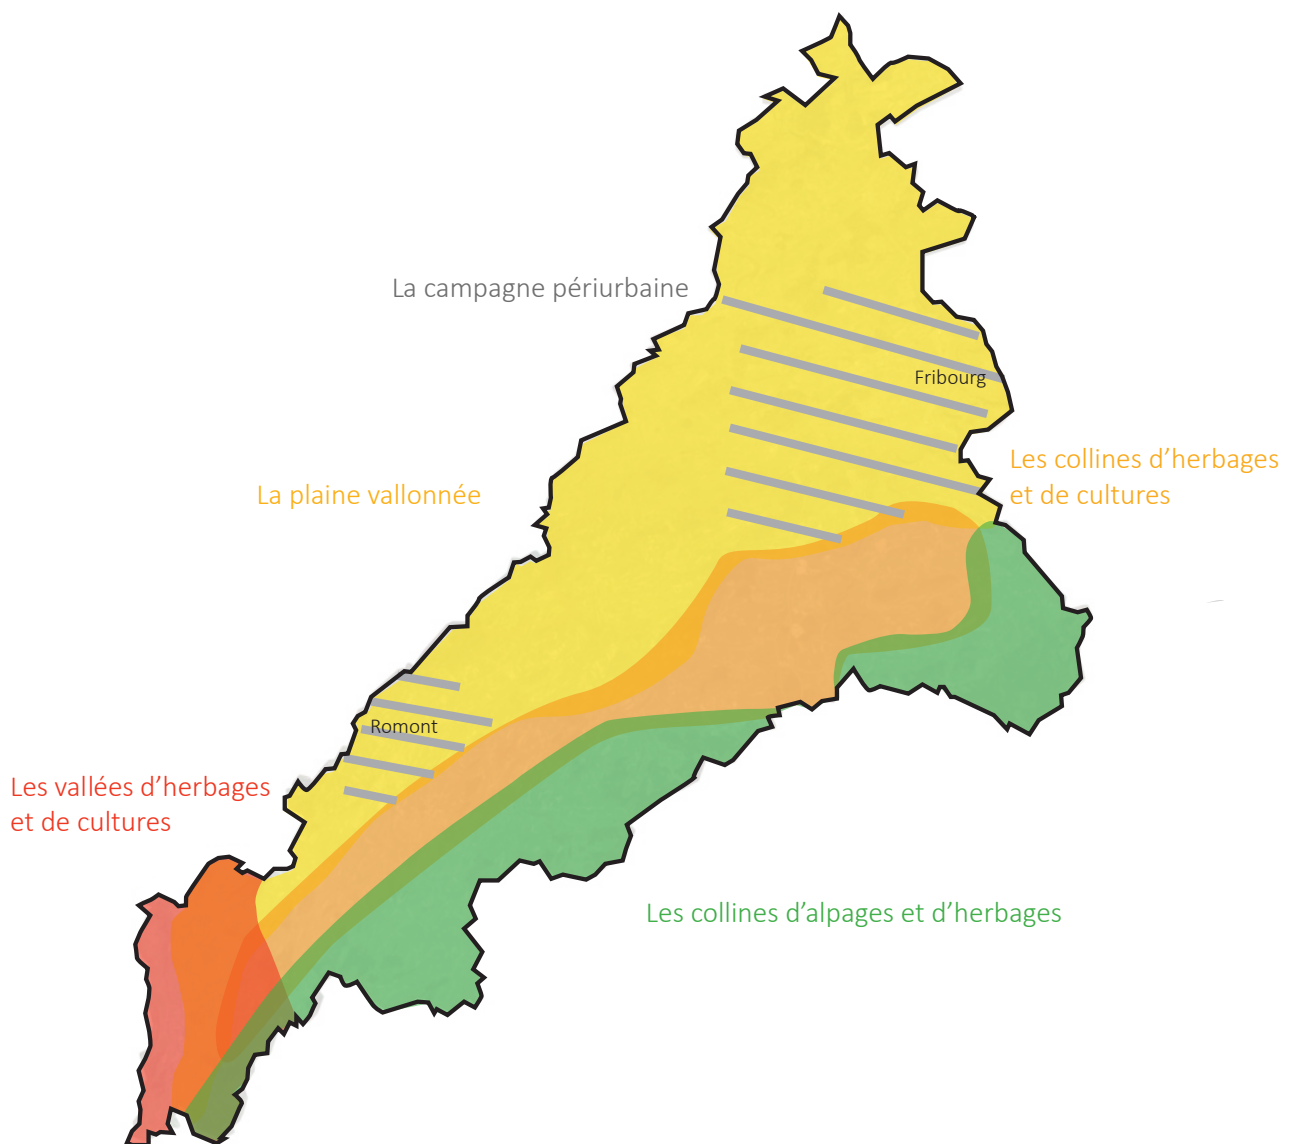 La campagne périurbaine
Fribourg
Les collines d’herbages
et de cultures
La plaine vallonnée
Romont
Les vallées d’herbages
et de cultures
Les collines d’alpages et d’herbages